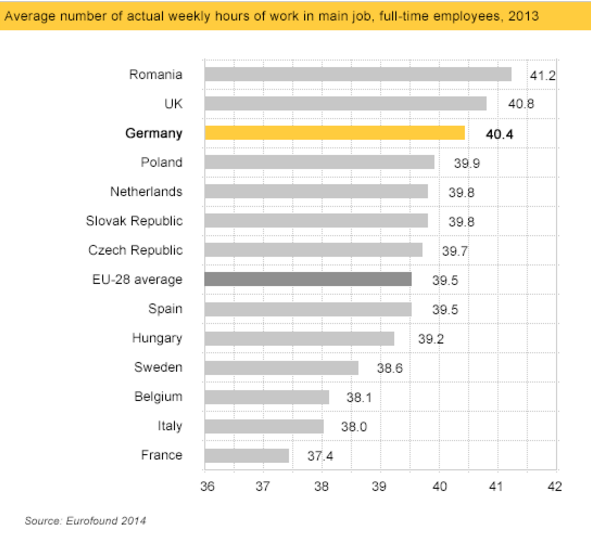 Average number of actual weekly hours of work in main job, full-time employees, 2013
Romania 41.2
UK 40.8
Germany 40.4
Poland 39.9
Netherlands 39.8
Slovak Republic 39.8
Czech Republic 39.7
EU-28 average 39.5
Spain 39.5
Hungary 39.2
Sweden 38.6
Belgium 38.1
Italy 38.0
France 37.4
36 37 38 39 40 41 42
Source: Eurofound 2014